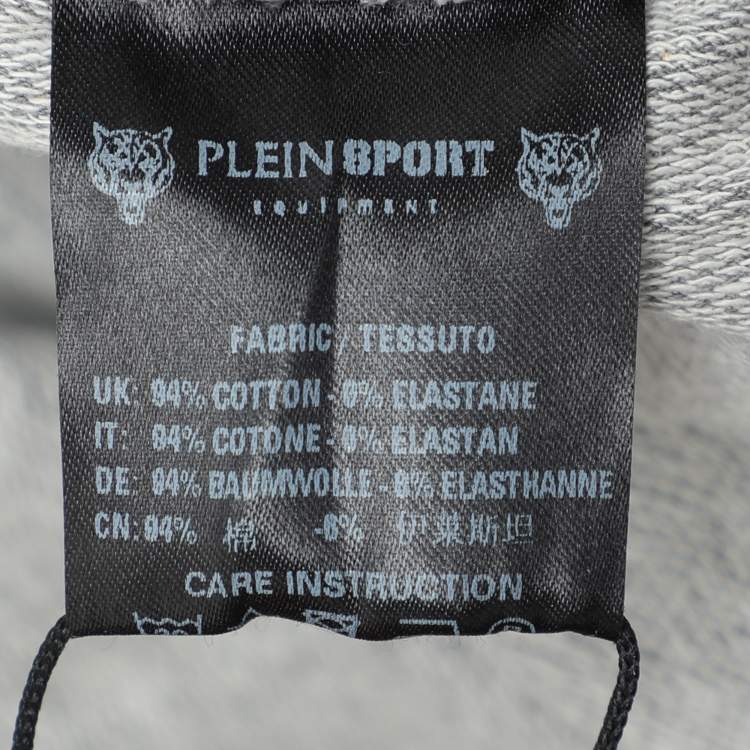 PLEIN SPORT
EQUIPMENT
FABRIC / TESSUTO
UK: 94% COTTON - 6% ELASTANE
IT: 94% COTONE - 6% ELASTAN
DE: 94% BAUMWOLLE - 6% ELASTHANNE
CN: 94% 棉 -6% 伊莱斯坦
CARE INSTRUCTION